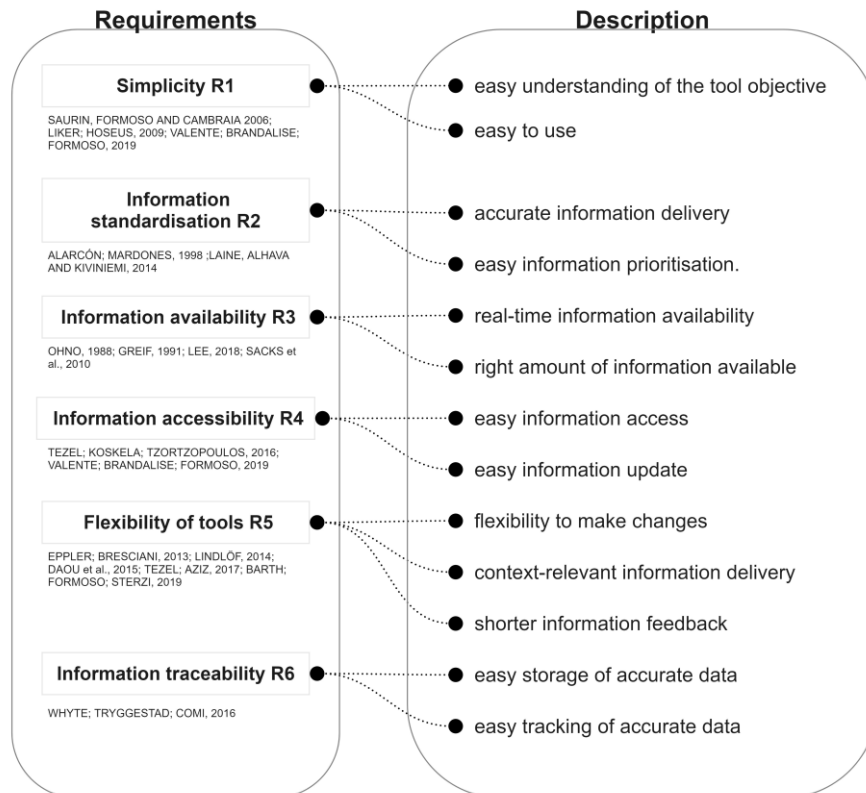 Requirements
Simplicity R1
SAURIN, FORMOSO AND CAMBRAIA 2006;
LIKER; HOSEUS, 2009; VALENTE; BRANDALISE;
FORMOSO, 2019
Information
standardisation R2
ALARCÓN; MARDONES, 1998 ;LAINE, ALHAVA
AND KIVINIEMI, 2014
Information availability R3
OHNO, 1988; GREIF, 1991; LEE, 2018; SACKS et
al., 2010
Information accessibility R4
TEZEL; KOSKELA; TZORTZOPOULOS, 2016;
VALENTE; BRANDALISE; FORMOSO, 2019
Flexibility of tools R5
EPPLER; BRESCIANI, 2013; LINDLÖF, 2014;
DAOU et al., 2015; TEZEL; AZIZ, 2017; BARTH;
FORMOSO; STERZI, 2019
Information traceability R6
WHYTE; TRYGGESTAD; COMI, 2016
Description
easy understanding of the tool objective
easy to use
accurate information delivery
easy information prioritisation.
real-time information availability
right amount of information available
easy information access
easy information update
flexibility to make changes
context-relevant information delivery
shorter information feedback
easy storage of accurate data
easy tracking of accurate data